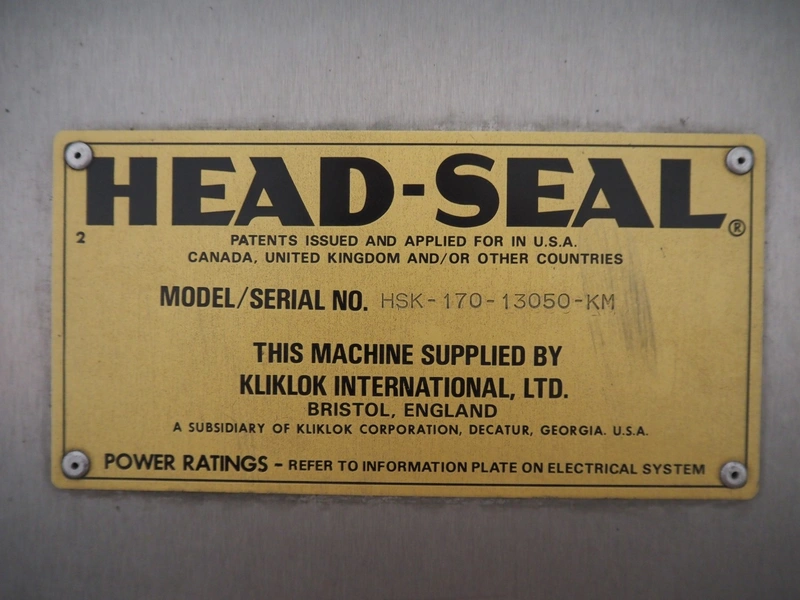 HEAD-SEAL®
2
PATENTS ISSUED AND APPLIED FOR IN U.S.A.
CANADA, UNITED KINGDOM AND/OR OTHER COUNTRIES
MODEL/SERIAL NO. HSK-170-13050-KM
THIS MACHINE SUPPLIED BY
KLIKLOK INTERNATIONAL, LTD.
BRISTOL, ENGLAND
A SUBSIDIARY OF KLIKLOK CORPORATION, DECATUR, GEORGIA. U.S.A.
POWER RATINGS - REFER TO INFORMATION PLATE ON ELECTRICAL SYSTEM